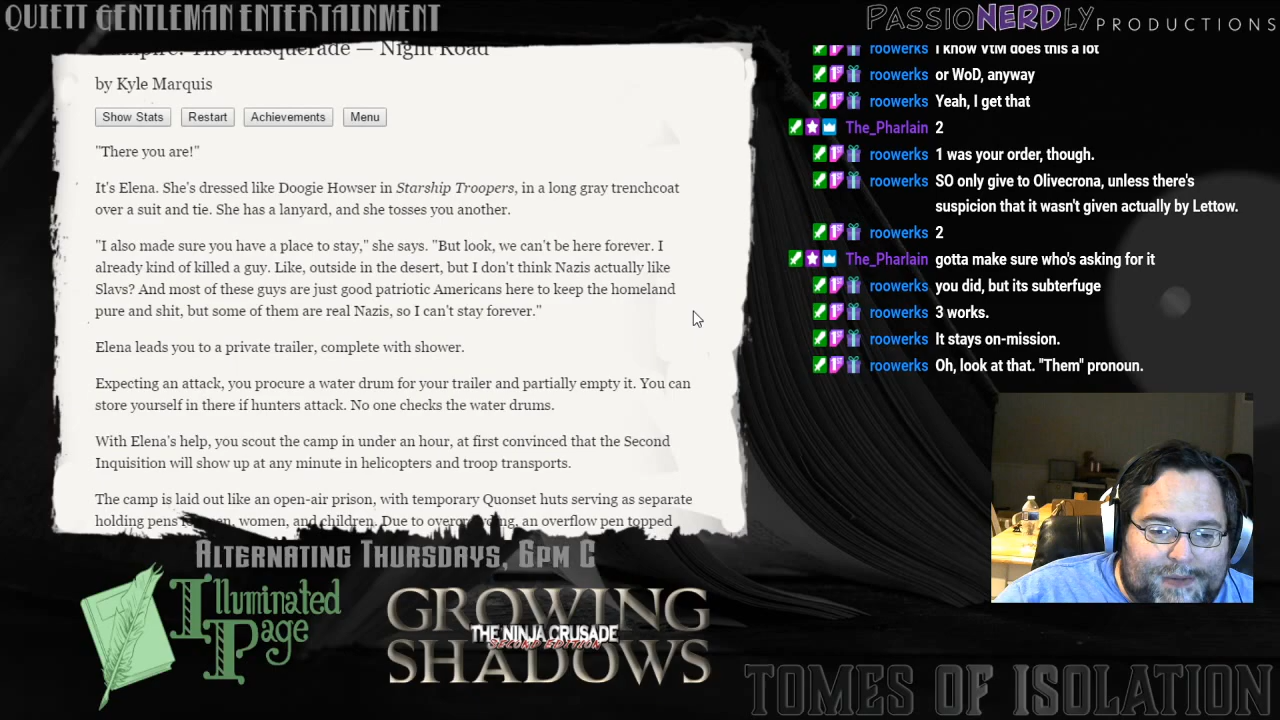 QUIETT GENTLEMAN ENTERTAINMENT
PASSIONERDLY PRODUCTIONS
Vampire: The Masquerade — Night Road
by Kyle Marquis
Show Stats Restart Achievements Menu
"There you are!"
It's Elena. She's dressed like Doogie Howser in Starship Troopers, in a long gray trenchcoat
over a suit and tie. She has a lanyard, and she tosses you another.
"I also made sure you have a place to stay," she says. "But look, we can't be here forever. I
already kind of killed a guy. Like, outside in the desert, but I don't think Nazis actually like
Slavs? And most of these guys are just good patriotic Americans here to keep the homeland
pure and shit, but some of them are real Nazis, so I can't stay forever."
Elena leads you to a private trailer, complete with shower.
Expecting an attack, you procure a water drum for your trailer and partially empty it. You can
store yourself in there if hunters attack. No one checks the water drums.
With Elena's help, you scout the camp in under an hour, at first convinced that the Second
Inquisition will show up at any minute in helicopters and troop transports.
The camp is laid out like an open-air prison, with temporary Quonset huts serving as separate
holding pens for men, women, and children. Due to overcrowding, an overflow pen topped
roowerks I know VtM does this a lot
roowerks or WoD, anyway
roowerks Yeah, I get that
The_Pharlain 2
roowerks 1 was your order, though.
roowerks SO only give to Olivecrona, unless there's
suspicion that it wasn't given actually by Lettow.
roowerks 2
The_Pharlain gotta make sure who's asking for it
roowerks you did, but its subterfuge
roowerks 3 works.
roowerks It stays on-mission.
roowerks Oh, look at that. "Them" pronoun.
ALTERNATING THURSDAYS, 6PM C
Illuminated
Page
GROWING
THE NINJA CRUSADE
SECOND EDITION
SHADOWS
TOMES OF ISOLATION